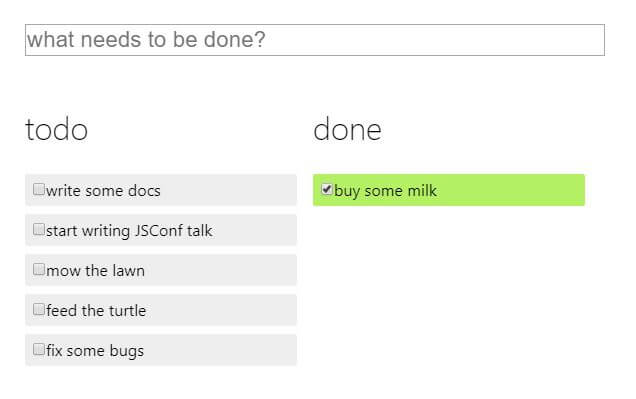 what needs to be done?
todo
write some docs
start writing JSConf talk
mow the lawn
feed the turtle
fix some bugs
done
buy some milk